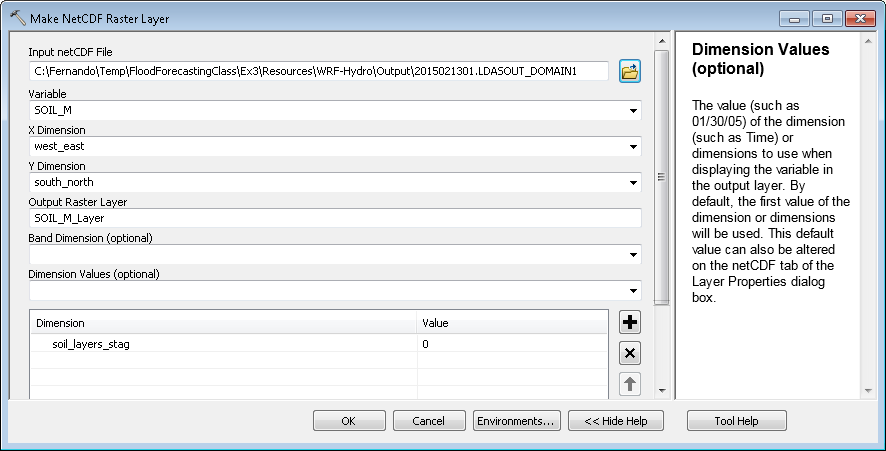 Make NetCDF Raster Layer
Input netCDF File
C:\Fernando\Temp\FloodForecastingClass\Ex3\Resources\WRF-Hydro\Output\2015021301.LDASOUT_DOMAIN1
Variable
SOIL_M
X Dimension
west_east
Y Dimension
south_north
Output Raster Layer
SOIL_M_Layer
Band Dimension (optional)
Dimension Values (optional)
Dimension Value
soil_layers_stag 0
OK Cancel Environments... << Hide Help Tool Help
Dimension Values
(optional)
The value (such as
01/30/05) of the dimension
(such as Time) or
dimensions to use when
displaying the variable in
the output layer. By
default, the first value of the
dimension or dimensions
will be used. This default
value can also be altered
on the netCDF tab of the
Layer Properties dialog
box.